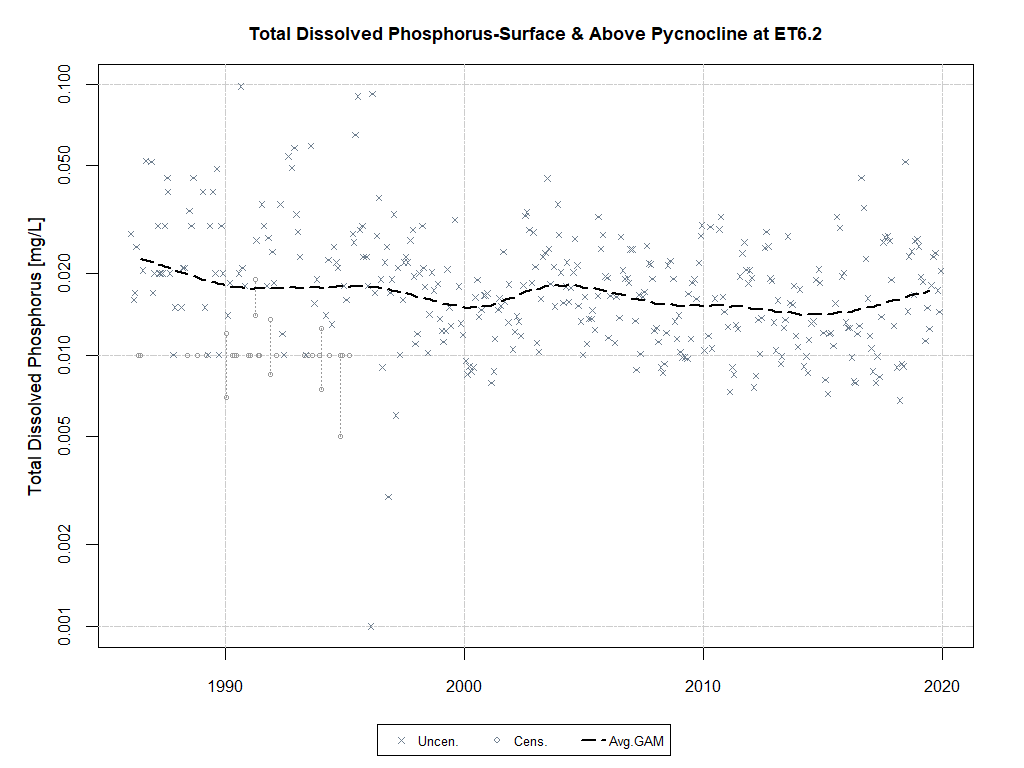 Total Dissolved Phosphorus-Surface & Above Pycnocline at ET6.2
Total Dissolved Phosphorus [mg/L]
0.100
0.050
0.020
0.010
0.005
0.002
0.001
1990 2000 2010 2020
Uncen. Cens. Avg.GAM